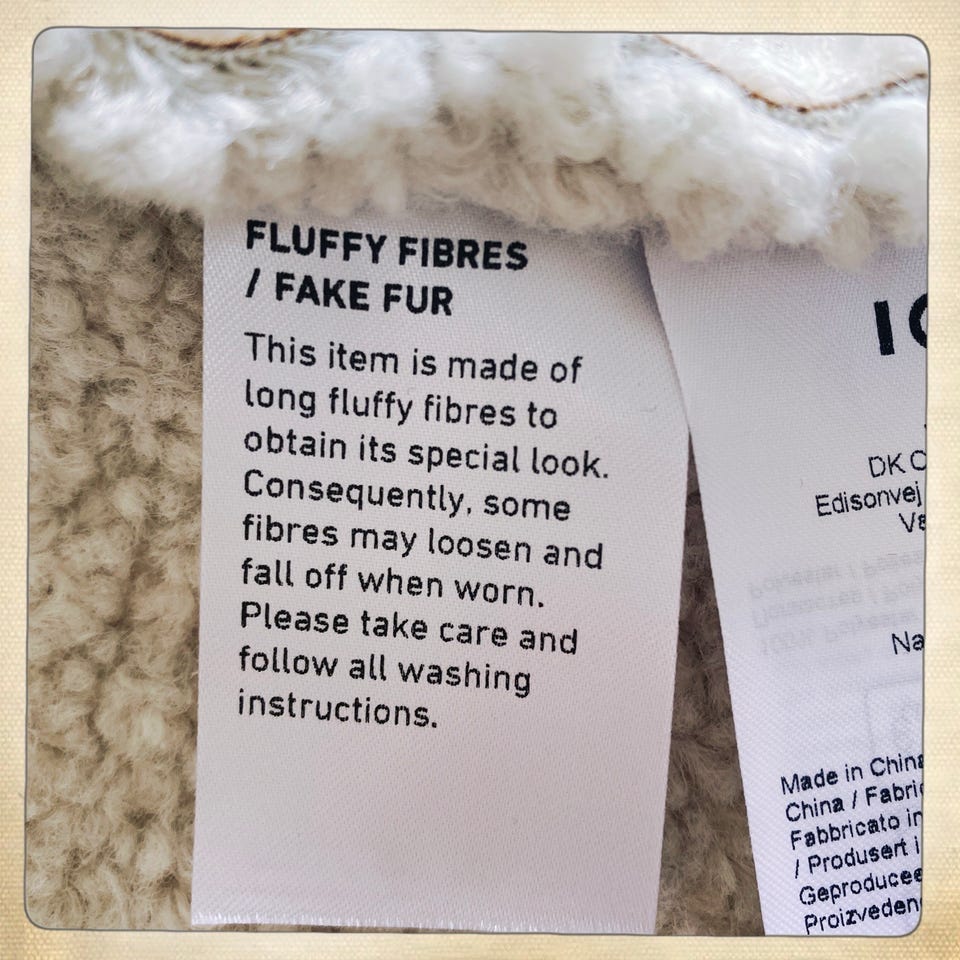 FLUFFY FIBRES
/ FAKE FUR
This item is made of
long fluffy fibres to
obtain its special look.
Consequently, some
fibres may loosen and
fall off when worn.
Please take care and
follow all washing
instructions.
DK
Edisonvej
Made in China
China /
Fabbricato in
/ Produsert i